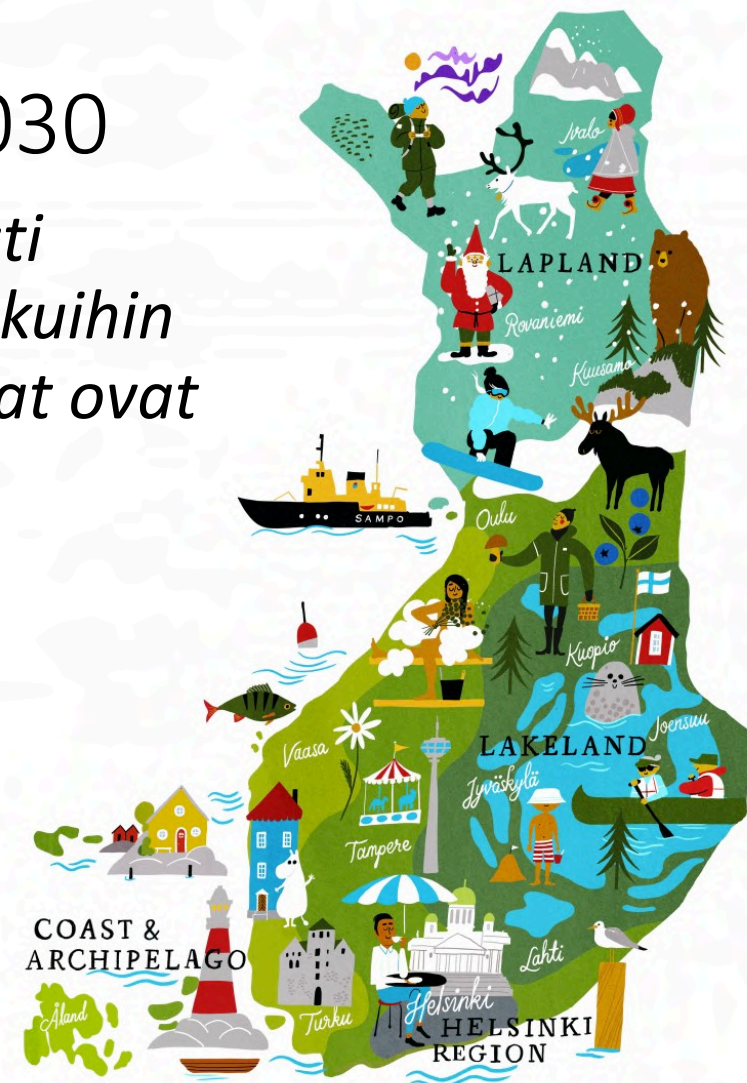 030
ti
kuihin
at ovat
Ivalo
LAPLAND
Rovaniemi
Kuusamo
SAMPO
Oulu
Kuopio
Joensuu
Vaasa
LAKELAND
Jyväskylä
Tampere
COAST &
ARCHIPELAGO
Lahti
Åland
Turku
Helsinki
HELSINKI
REGION